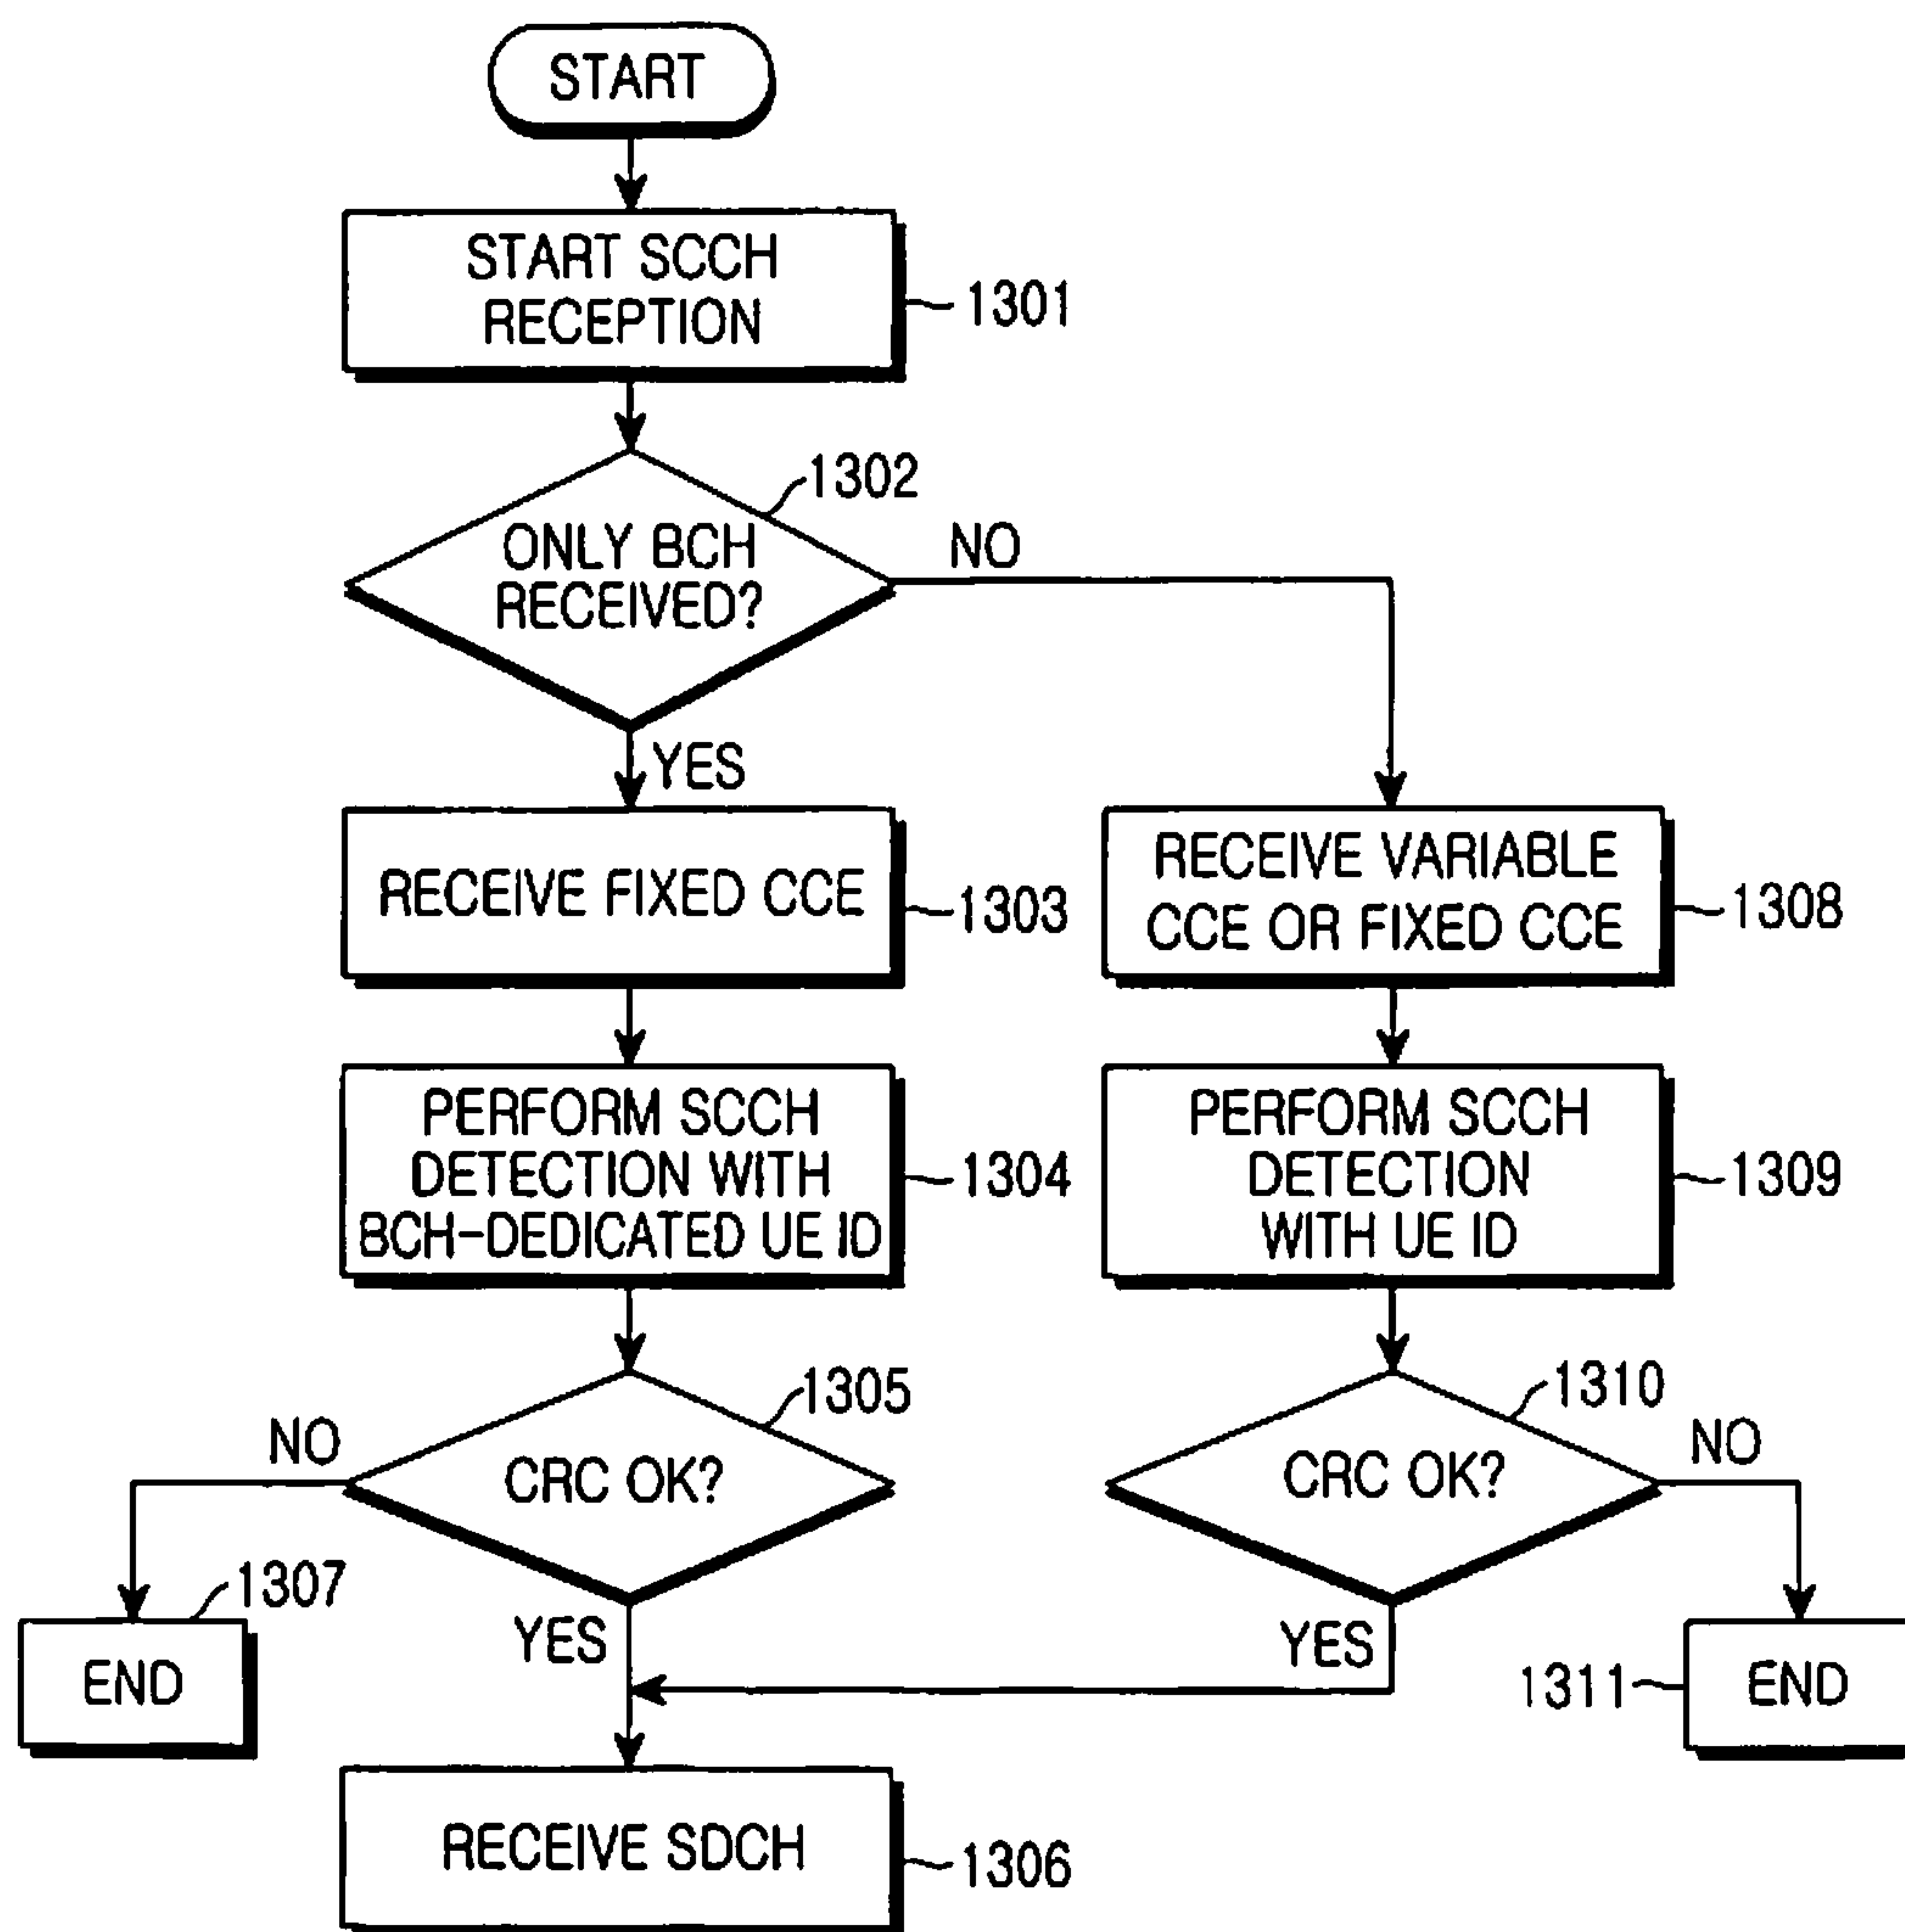 START
START SCCH
RECEPTION
1301
1302
ONLY BCH
RECEIVED?
NO
YES
RECEIVE FIXED CCE
1303
RECEIVE VARIABLE
CCE OR FIXED CCE
1308
PERFORM SCCH
DETECTION WITH
BCH-DEDICATED UE ID
1304
PERFORM SCCH
DETECTION
WITH UE ID
1309
1305
CRC OK?
NO
1310
CRC OK?
NO
1307
END
YES
YES
1311
END
RECEIVE SDCH
1306